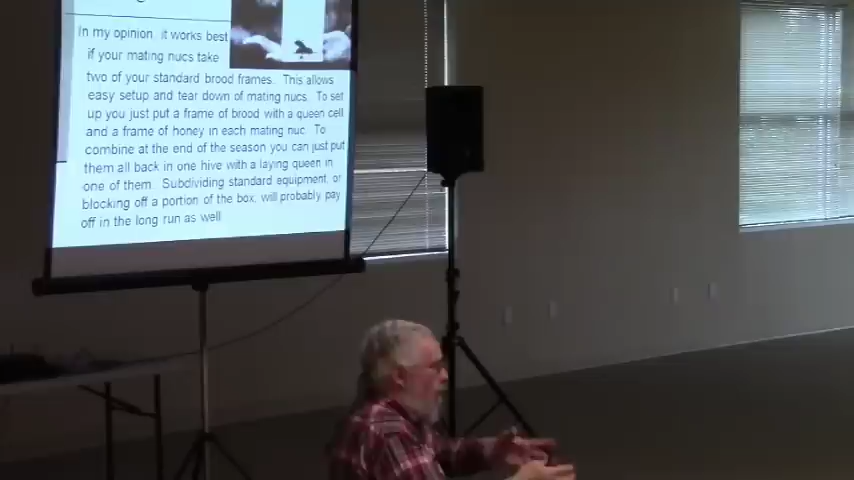 In my opinion, it works best
if your mating nucs take
two of your standard brood frames. This allows
easy setup and tear down of mating nucs. To set
up you just put a frame of brood with a queen cell
and a frame of honey in each mating nuc. To
combine at the end of the season you can just put
them all back in one hive with a laying queen in
one of them. Subdividing standard equipment, or
blocking off a portion of the box, will probably pay
off in the long run as well